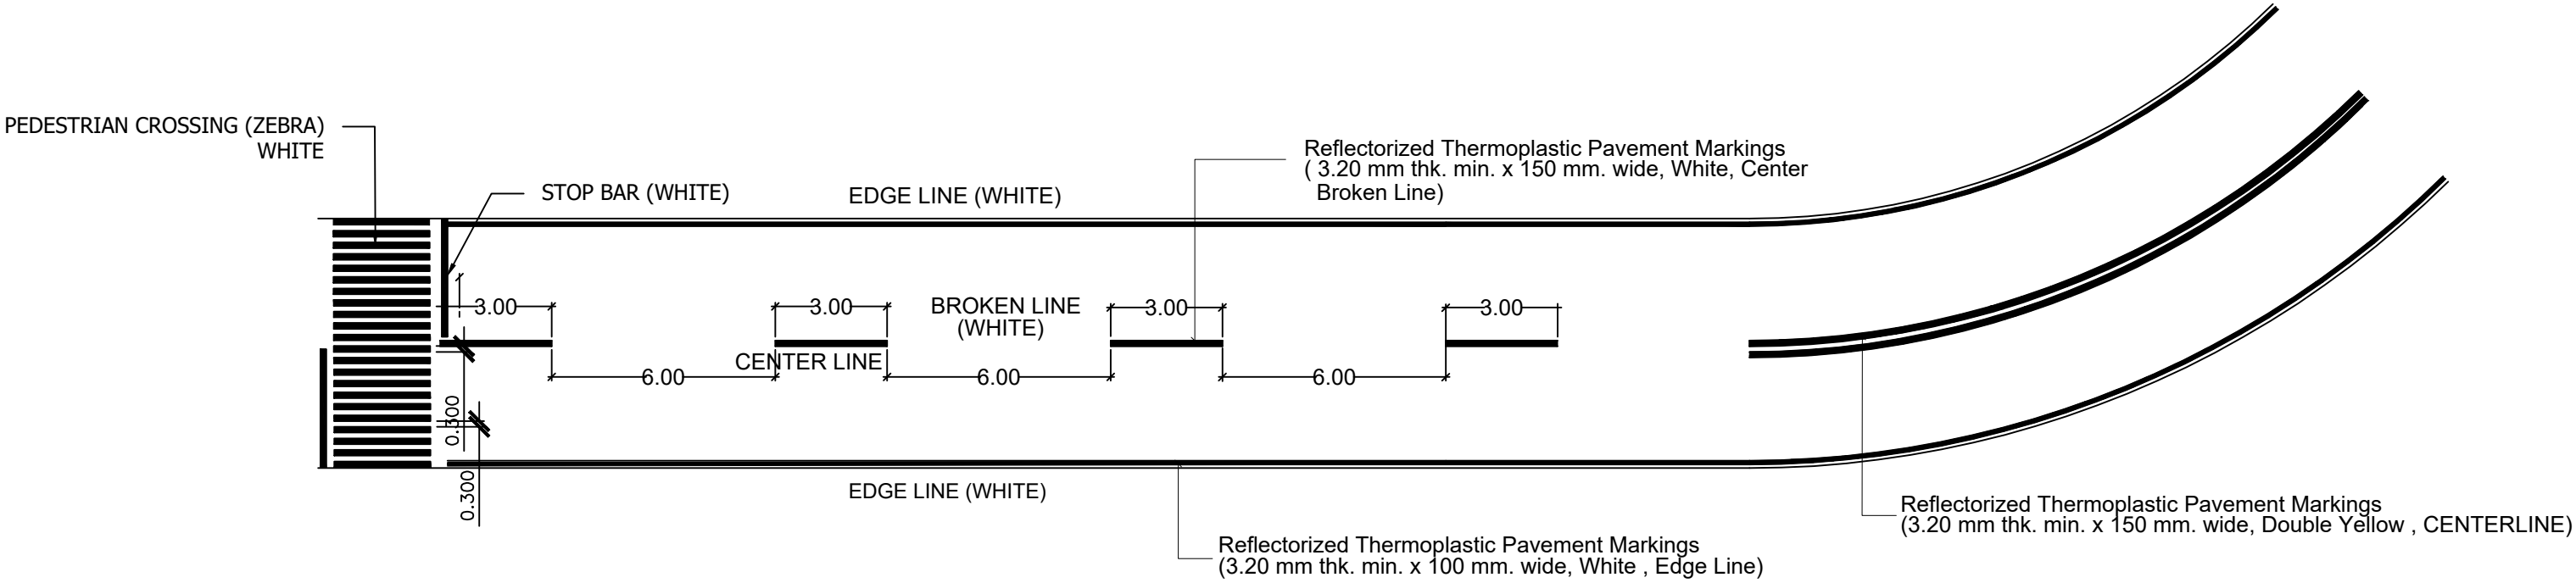 PEDESTRIAN CROSSING (ZEBRA)
WHITE
STOP BAR (WHITE)
EDGE LINE (WHITE)
Reflectorized Thermoplastic Pavement Markings
( 3.20 mm thk. min. x 150 mm. wide, White, Center
Broken Line)
3.00
3.00
BROKEN LINE
(WHITE)
3.00
3.00
CENTER LINE
6.00
6.00
6.00
0.300
0.300
EDGE LINE (WHITE)
Reflectorized Thermoplastic Pavement Markings
(3.20 mm thk. min. x 150 mm. wide, Double Yellow , CENTERLINE)
Reflectorized Thermoplastic Pavement Markings
(3.20 mm thk. min. x 100 mm. wide, White , Edge Line)